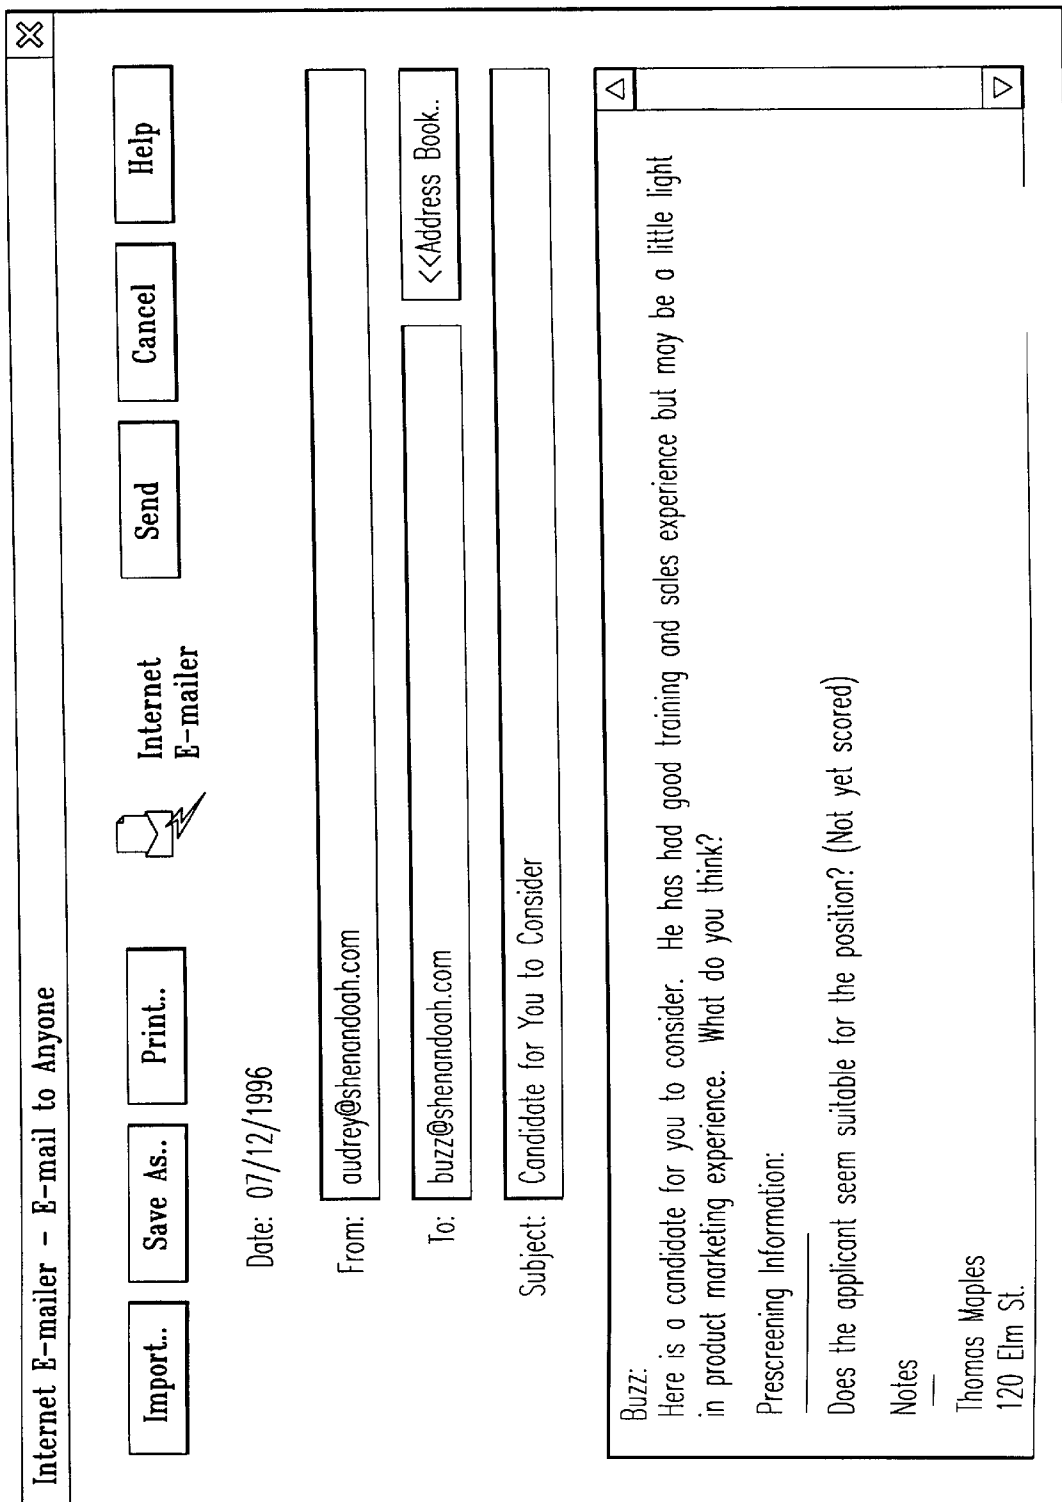 Internet E-mailer - E-mail to Anyone
Import..
Save As..
Print..
Internet
E-mailer
Send
Cancel
Help
Date: 07/12/1996
From: audrey@shenandoah.com
To: buzz@shenandoah.com
<<Address Book..
Subject: Candidate for You to Consider
Buzz:
Here is a candidate for you to consider. He has had good training and sales experience but may be a little light
in product marketing experience. What do you think?
Prescreening Information:
Does the applicant seem suitable for the position? (Not yet scored)
Notes
Thomas Maples
120 Elm St.